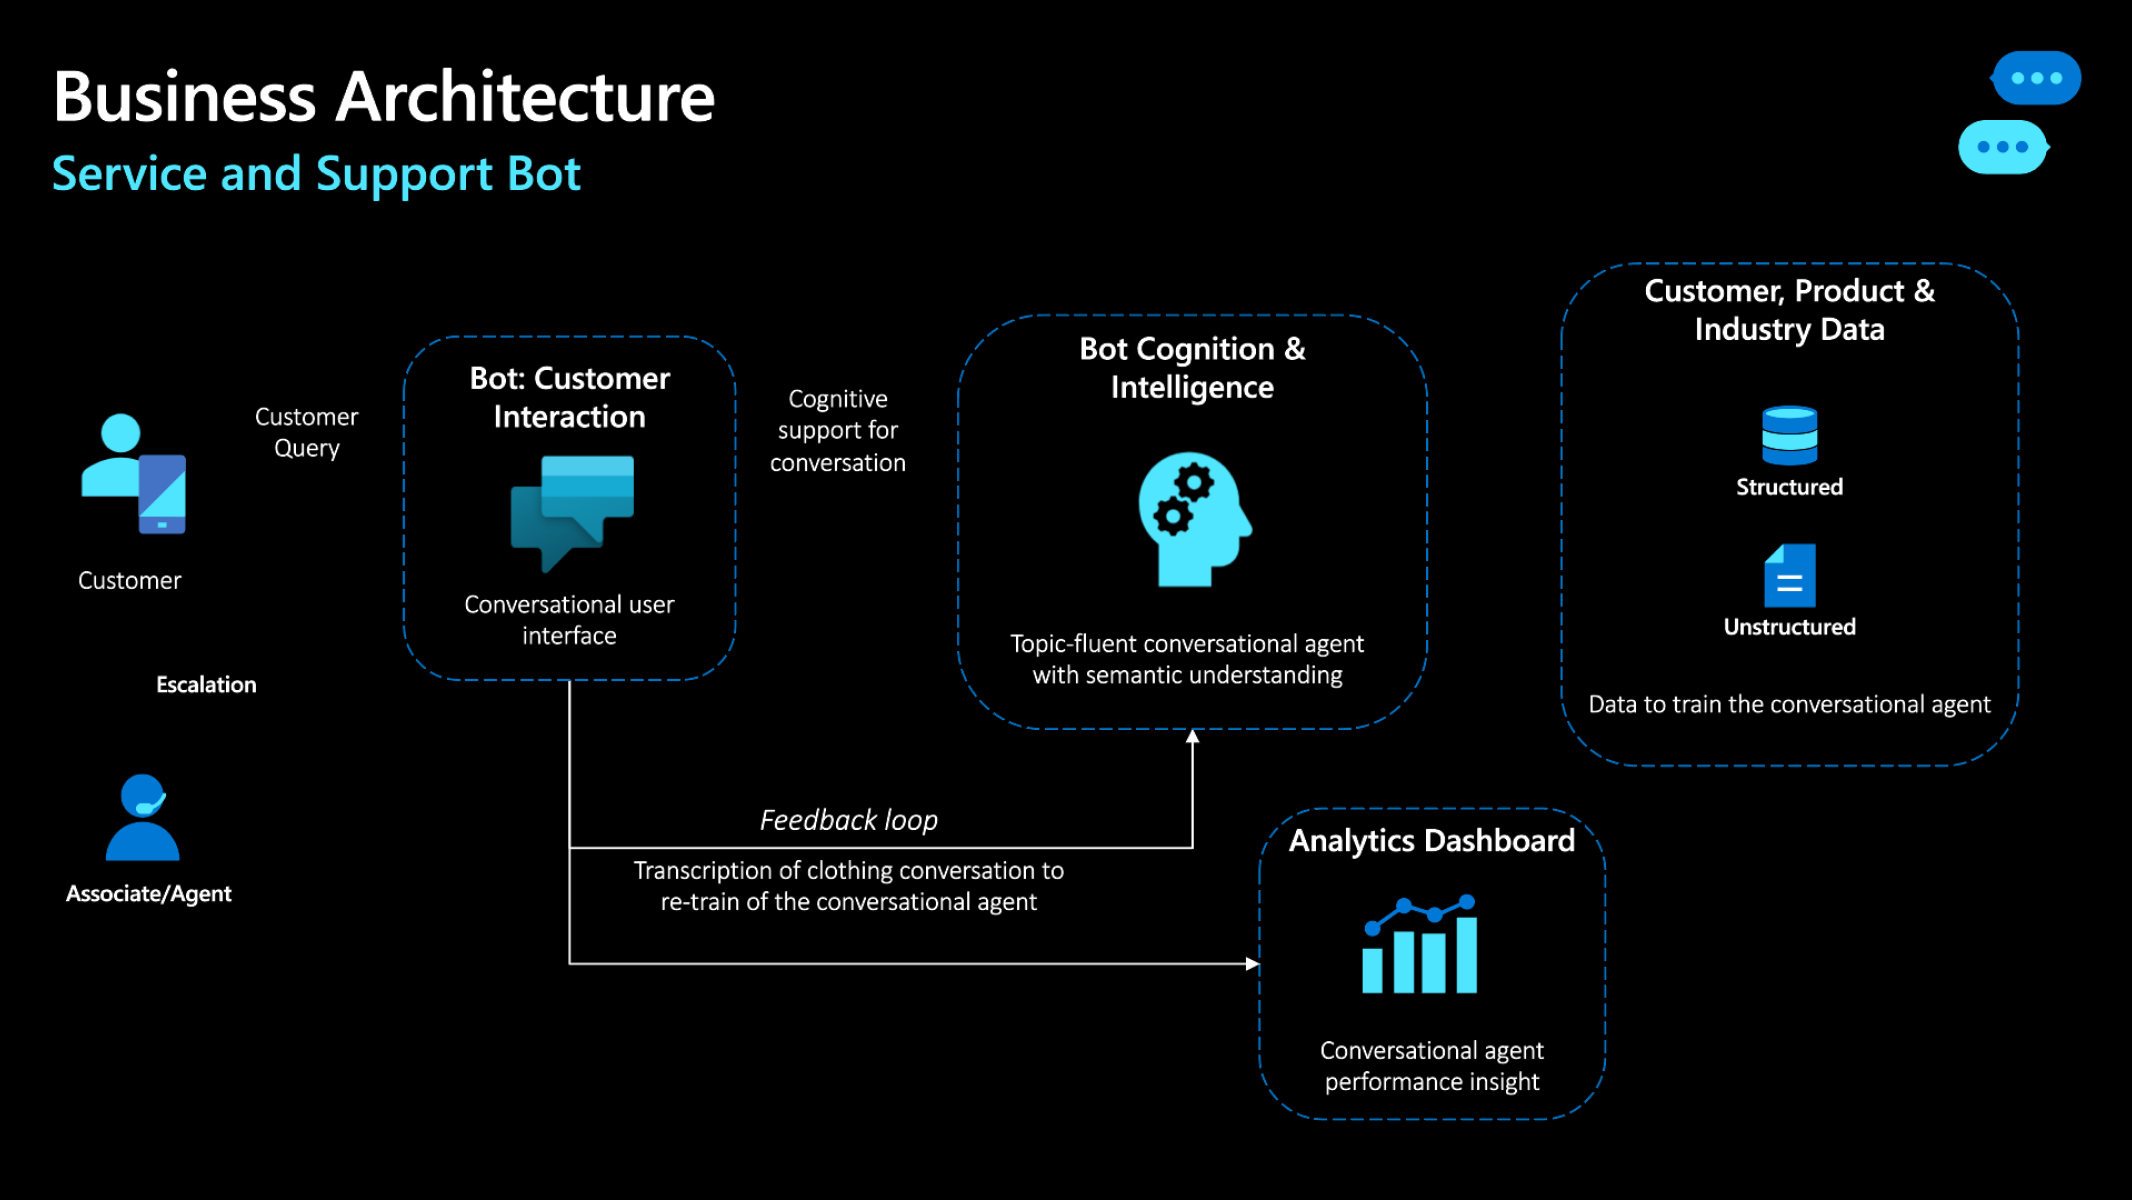 Business Architecture
Service and Support Bot
Customer
Customer
Query
Escalation
Associate/Agent
Bot: Customer
Interaction
Conversational user
interface
Cognitive
support for
conversation
Bot Cognition &
Intelligence
Topic-fluent conversational agent
with semantic understanding
Customer, Product &
Industry Data
Structured
Unstructured
Data to train the conversational agent
Feedback loop
Transcription of clothing conversation to
re-train of the conversational agent
Analytics Dashboard
Conversational agent
performance insight